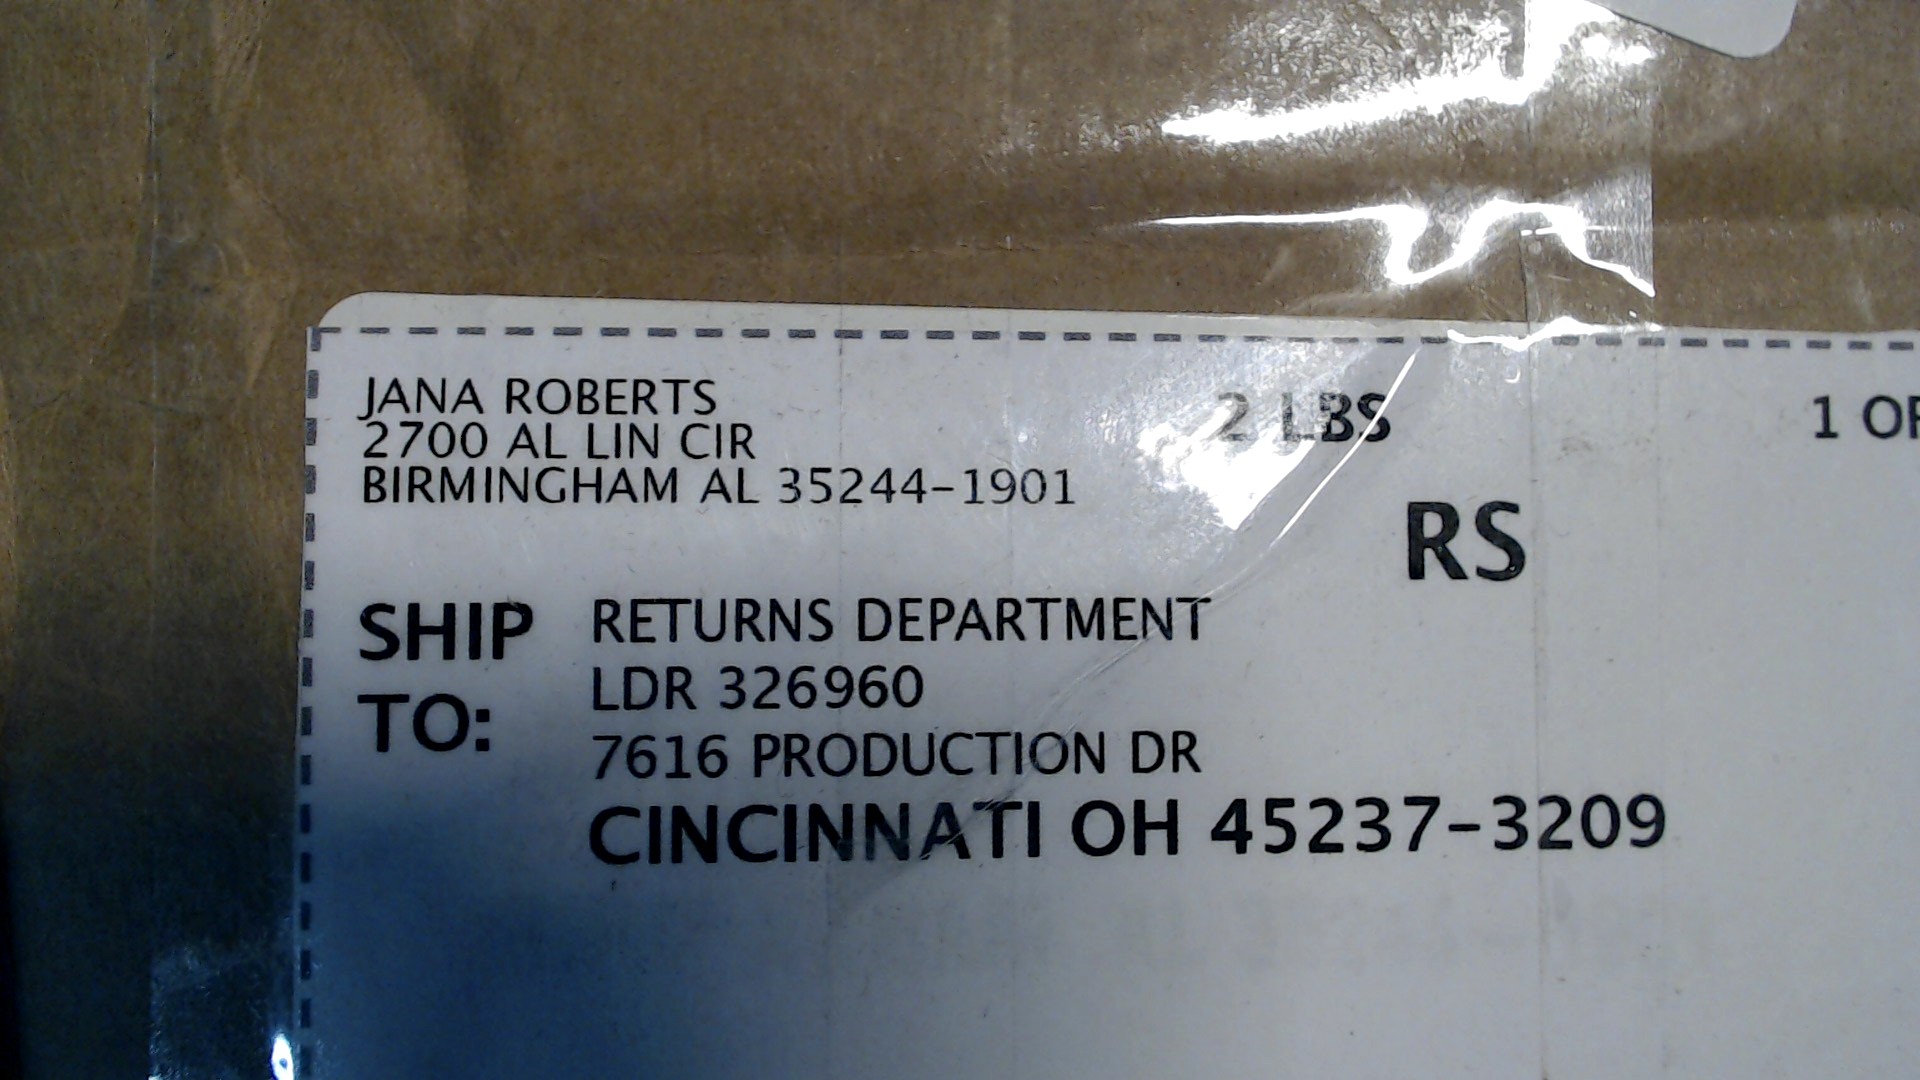 JANA ROBERTS
2700 AL LIN CIR
BIRMINGHAM AL 35244-1901
2 LBS
1 OF
RS
SHIP TO:
RETURNS DEPARTMENT
LDR 326960
7616 PRODUCTION DR
CINCINNATI OH 45237-3209